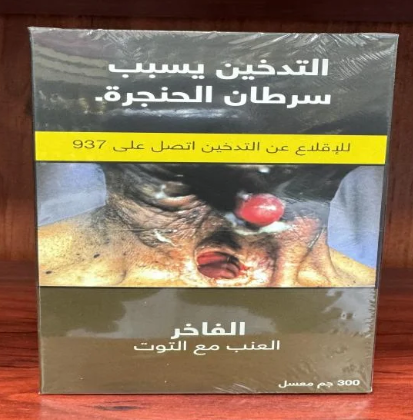 التدخين يسبب
سرطان الحنجرة.
للإقلاع عن التدخين اتصل على 937
الفاخر
العنب مع التوت
300 جم معسل